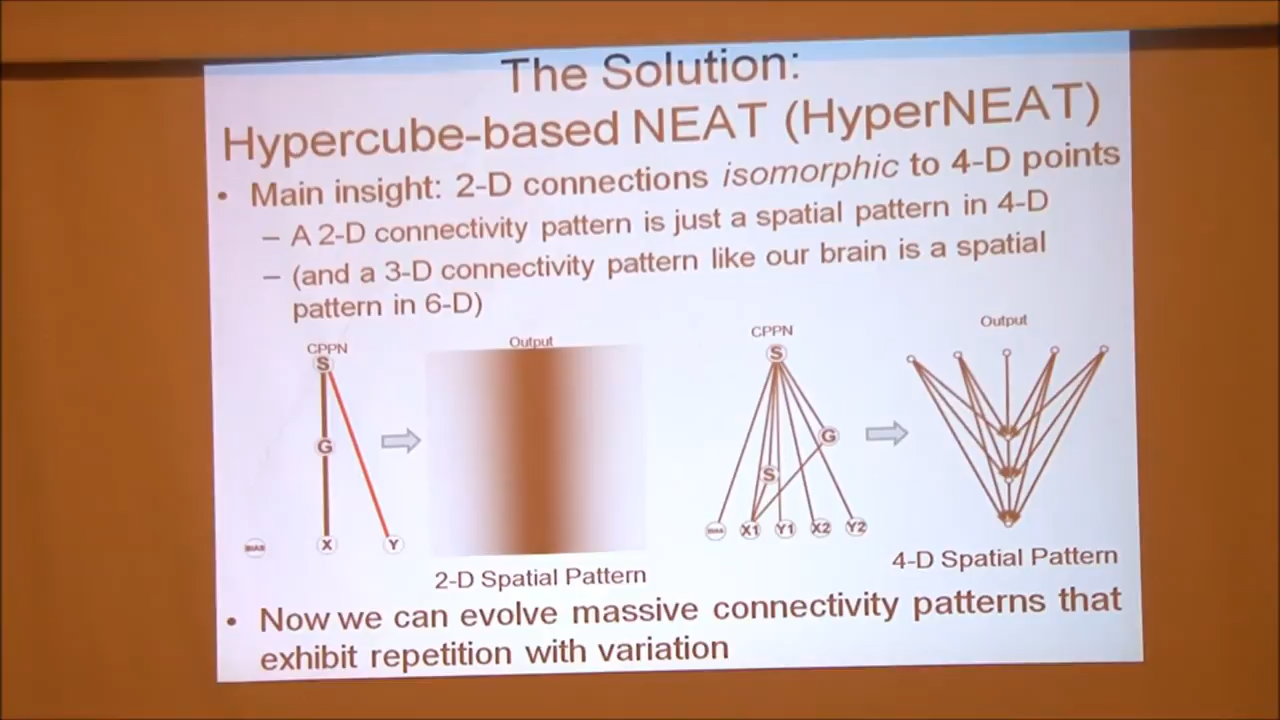 The Solution:
Hypercube-based NEAT (HyperNEAT)
• Main insight: 2-D connections isomorphic to 4-D points
– A 2-D connectivity pattern is just a spatial pattern in 4-D
– (and a 3-D connectivity pattern like our brain is a spatial
pattern in 6-D)
CPPN
S
G
BIAS
X
Y
Output
2-D Spatial Pattern
CPPN
S
G
S
BIAS
X1
Y1
X2
Y2
Output
4-D Spatial Pattern
• Now we can evolve massive connectivity patterns that
exhibit repetition with variation